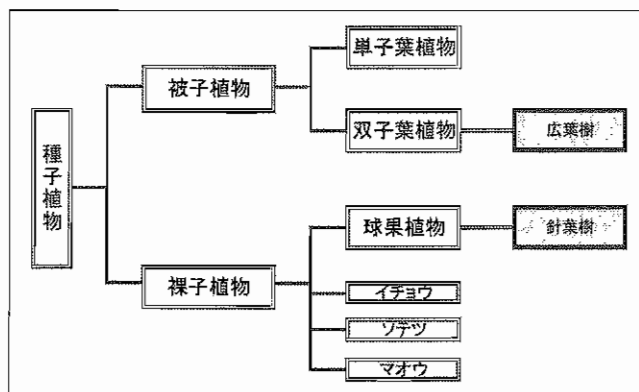 種子植物
被子植物
単子葉植物
双子葉植物
広葉樹
裸子植物
球果植物
針葉樹
イチョウ
ソテツ
マオウ